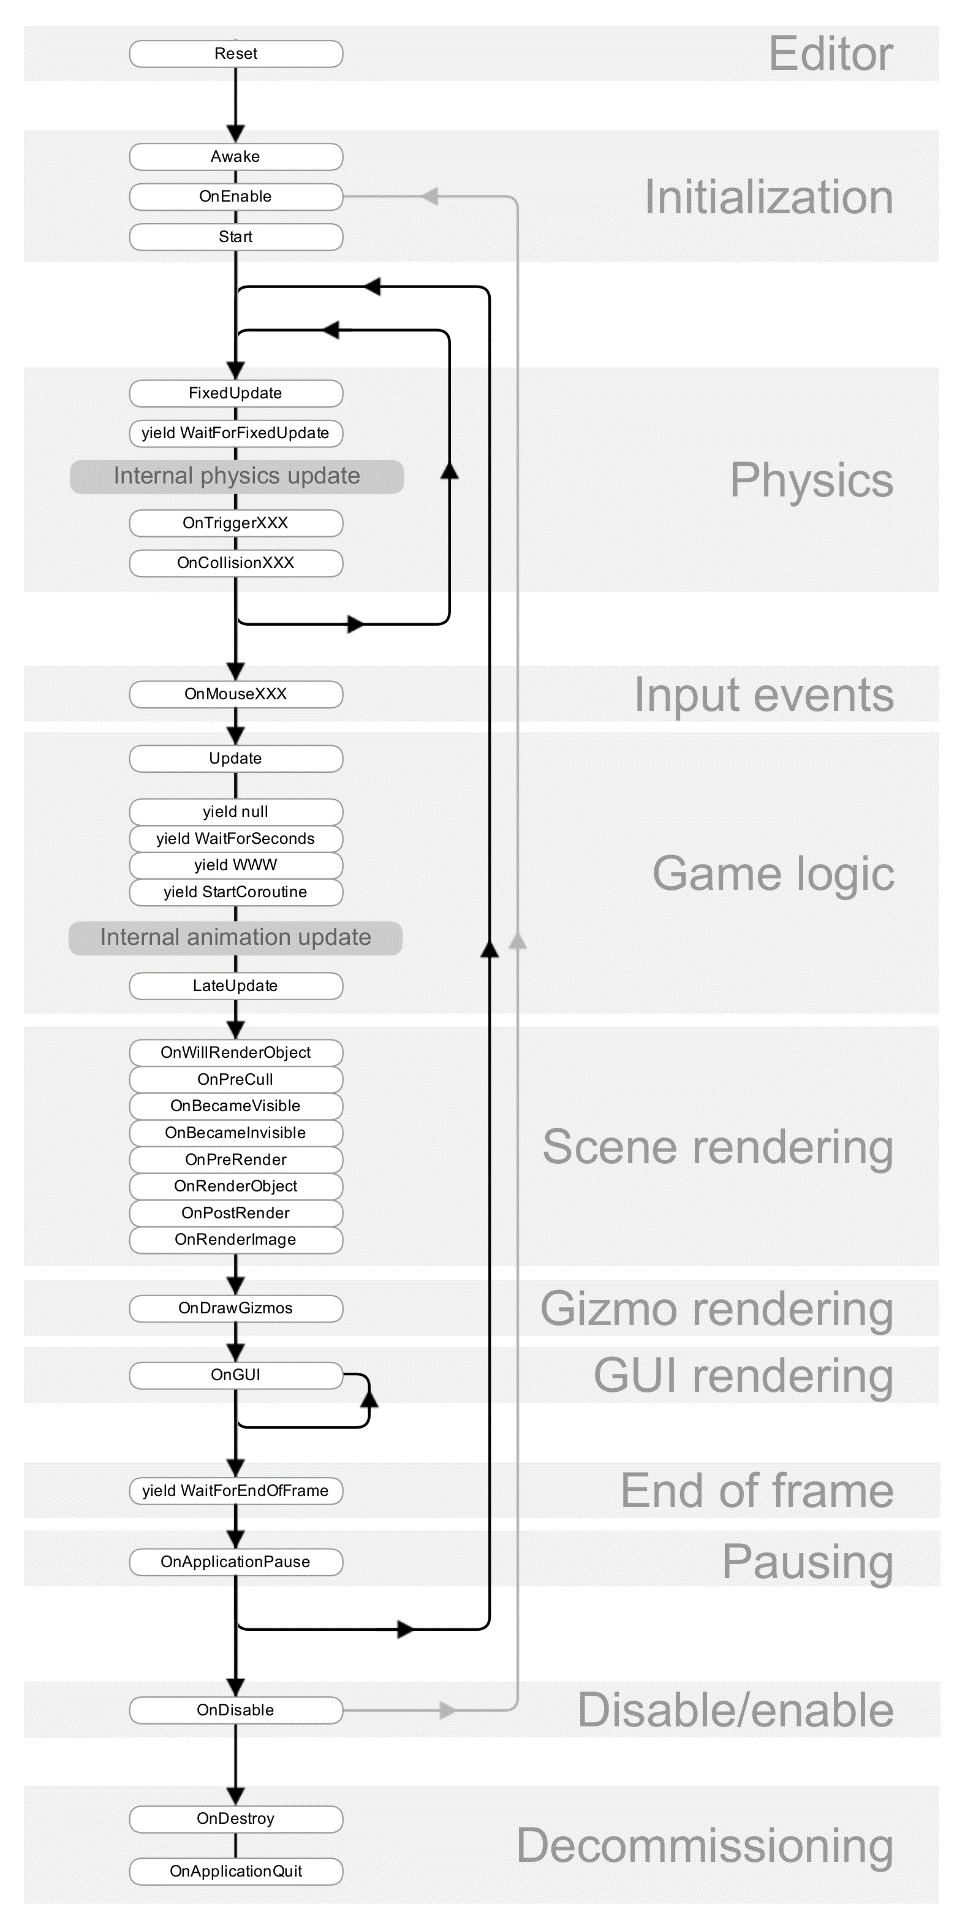 Reset
Editor
Awake
OnEnable
Initialization
Start
FixedUpdate
yield WaitForFixedUpdate
Internal physics update
Physics
OnTriggerXXX
OnCollisionXXX
OnMouseXXX
Input events
Update
yield null
yield WaitForSeconds
yield WWW
Game logic
yield StartCoroutine
Internal animation update
LateUpdate
OnWillRenderObject
OnPreCull
OnBecameVisible
OnBecameInvisible
Scene rendering
OnPreRender
OnRenderObject
OnPostRender
OnRenderImage
OnDrawGizmos
Gizmo rendering
OnGUI
GUI rendering
yield WaitForEndOfFrame
End of frame
OnApplicationPause
Pausing
OnDisable
Disable/enable
OnDestroy
Decommissioning
OnApplicationQuit